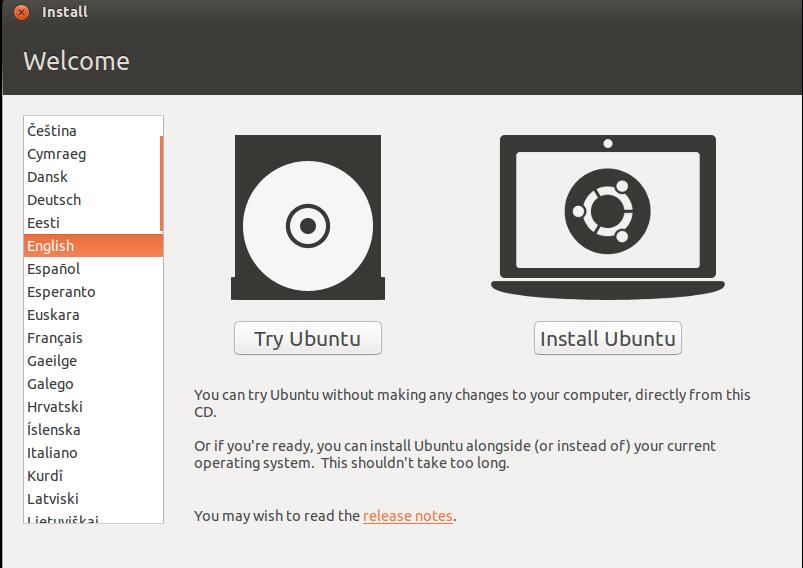 Install
Welcome
Čeština
Cymraeg
Dansk
Deutsch
Eesti
English
Español
Esperanto
Euskara
Français
Gaeilge
Galego
Hrvatski
Íslenska
Italiano
Kurdî
Latviski
Lietuviškai
Try Ubuntu
Install Ubuntu
You can try Ubuntu without making any changes to your computer, directly from this
CD.
Or if you're ready, you can install Ubuntu alongside (or instead of) your current
operating system. This shouldn't take too long.
You may wish to read the release notes.